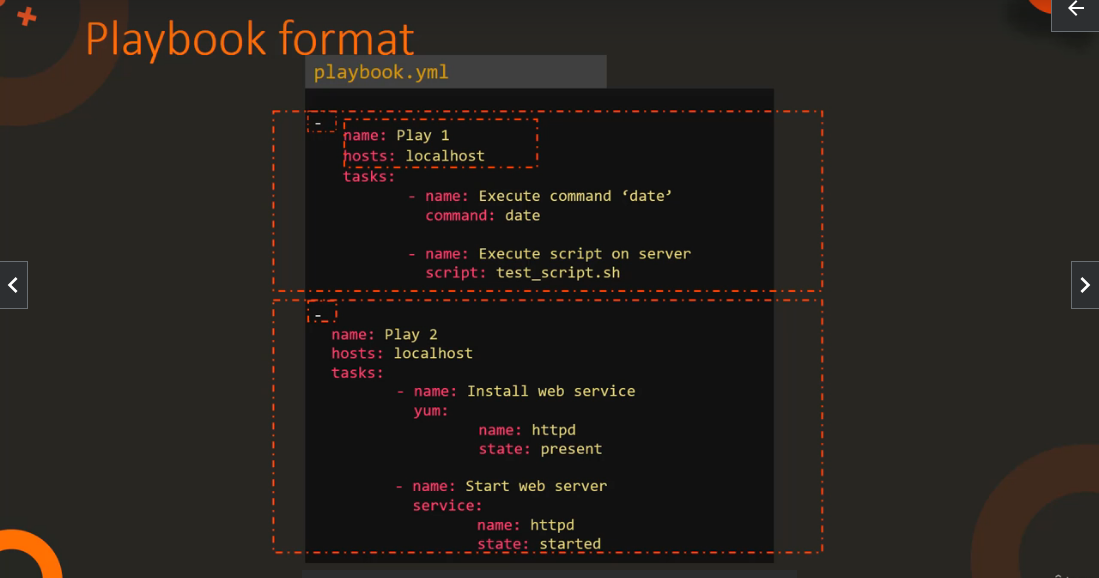 Playbook format
playbook.yml
-
name: Play 1
hosts: localhost
tasks:
- name: Execute command ‘date’
command: date
- name: Execute script on server
script: test_script.sh
-
name: Play 2
hosts: localhost
tasks:
- name: Install web service
yum:
name: httpd
state: present
- name: Start web server
service:
name: httpd
state: started